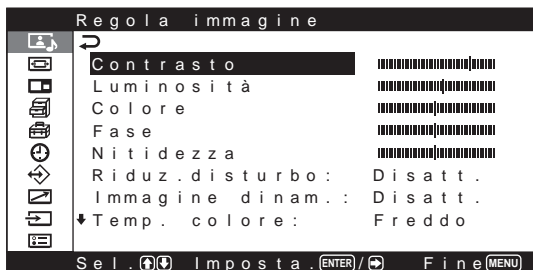 Regola immagine
Contrasto
Luminosità
Colore
Fase
Nitidezza
Riduz.disturbo: Disatt.
Immagine dinam.: Disatt.
Temp. colore: Freddo
Sel. Imposta. ENTER / Fine MENU